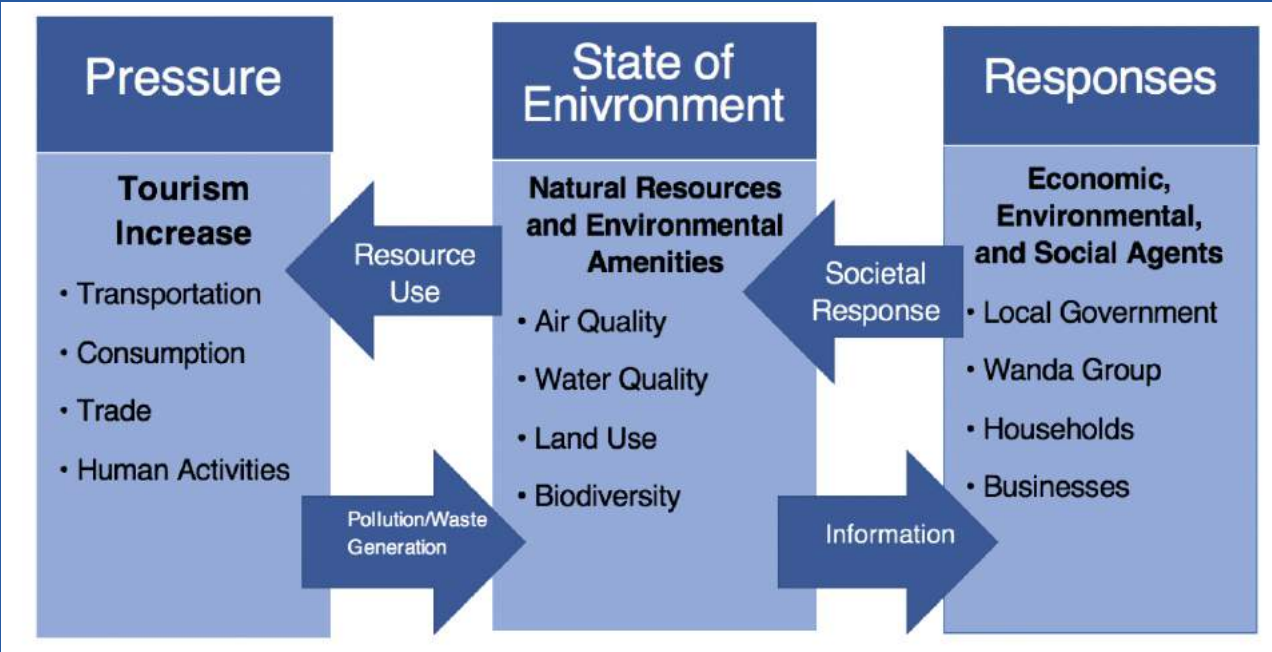 Pressure
Tourism
Increase
• Transportation
• Consumption
• Trade
• Human Activities
Resource
Use
Pollution/Waste
Generation
State of
Enivronment
Natural Resources
and Environmental
Amenities
• Air Quality
• Water Quality
• Land Use
• Biodiversity
Societal
Response
Information
Responses
Economic,
Environmental,
and Social Agents
• Local Government
• Wanda Group
• Households
• Businesses